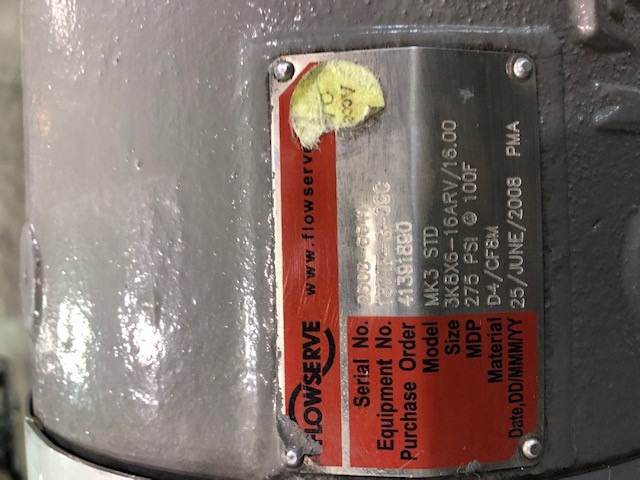 FLOWSERVE www.flowserve
Serial No.
Equipment No.
Purchase Order 41391890
Model MK3 STD
Size 3K8X6-16ARV/16.00
MDP 275 PSI @ 100F
Material D4/CF8M
Date,DD/MMM/YY 25/JUNE/2008 PMA